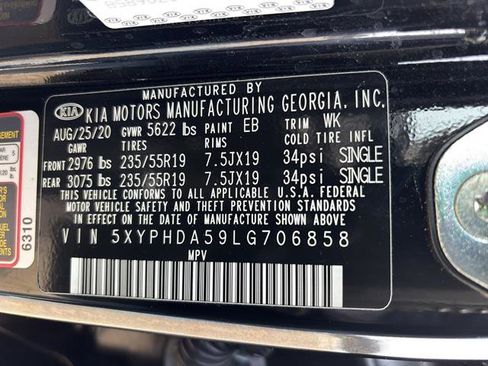 MANUFACTURED BY
KIA KIA MOTORS MANUFACTURING GEORGIA, INC.
AUG/25/20 GVWR 5622 lbs PAINT EB TRIM WK
GAWR TIRES RIMS COLD TIRE INFL
FRONT 2976 lbs 235/55R19 7.5JX19 34psi SINGLE
REAR 3075 lbs 235/55R19 7.5JX19 34psi SINGLE
THIS VEHICLE CONFORMS TO ALL APPLICABLE U.S.A. FEDERAL
MOTOR VEHICLE SAFETY AND THEFT PREVENTION STANDARDS
IN EFFECT ON THE DATE OF MANUFACTURE SHOWN ABOVE
VIN 5XYPHDA59LG706858
MPV
6310